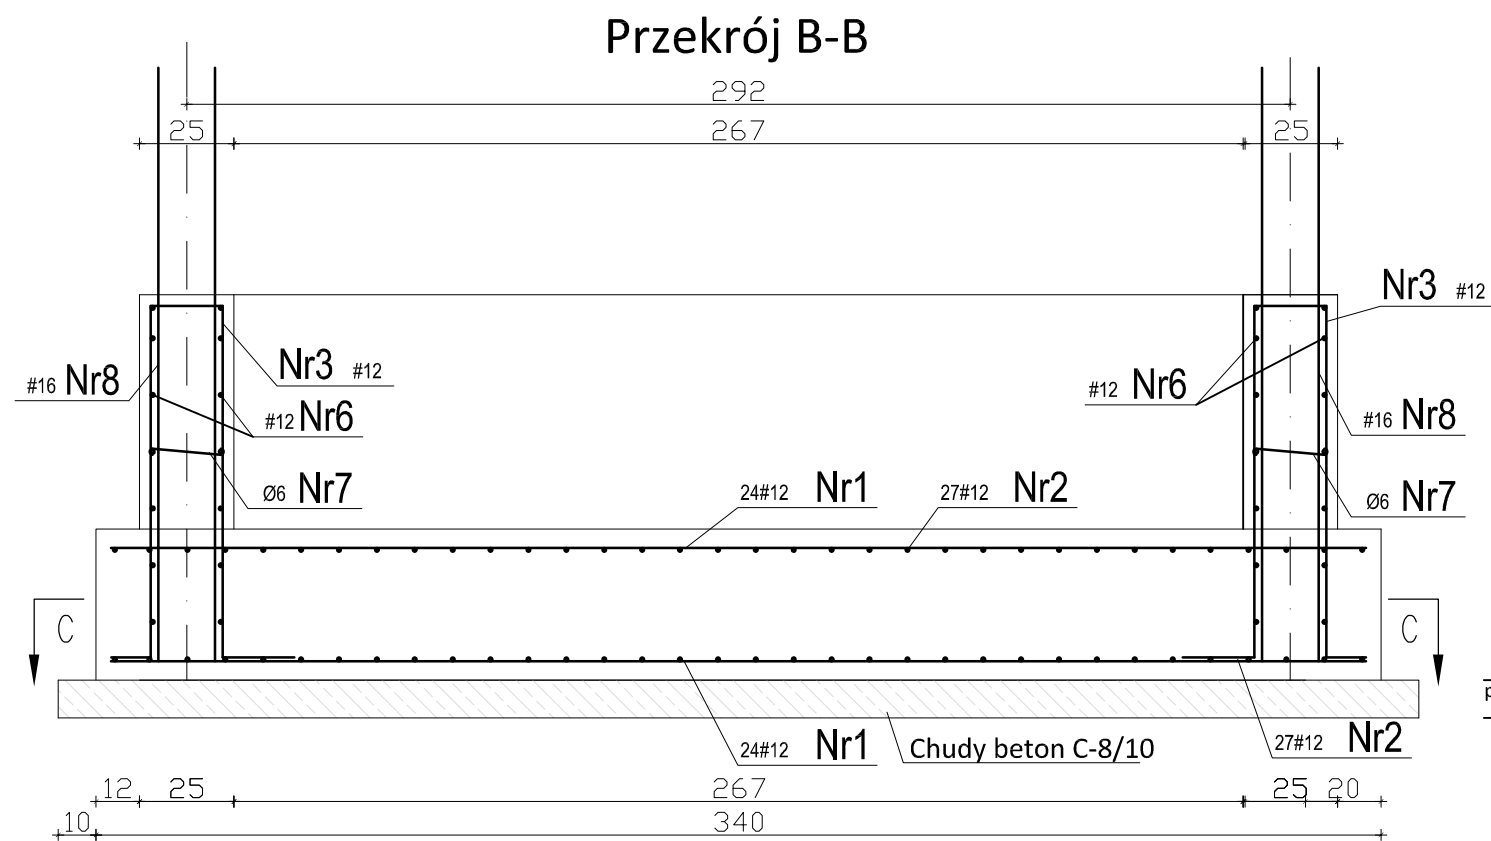 Przekrój B-B
292
25 267 25
Nr3 #12
Nr3 #12
#16 Nr8
#12 Nr6
#12 Nr6
#16 Nr8
Ø6 Nr7
24#12 Nr1
27#12 Nr2
Ø6 Nr7
C
C
24#12 Nr1
Chudy beton C-8/10
27#12 Nr2
12 25 267 25 20
10 340